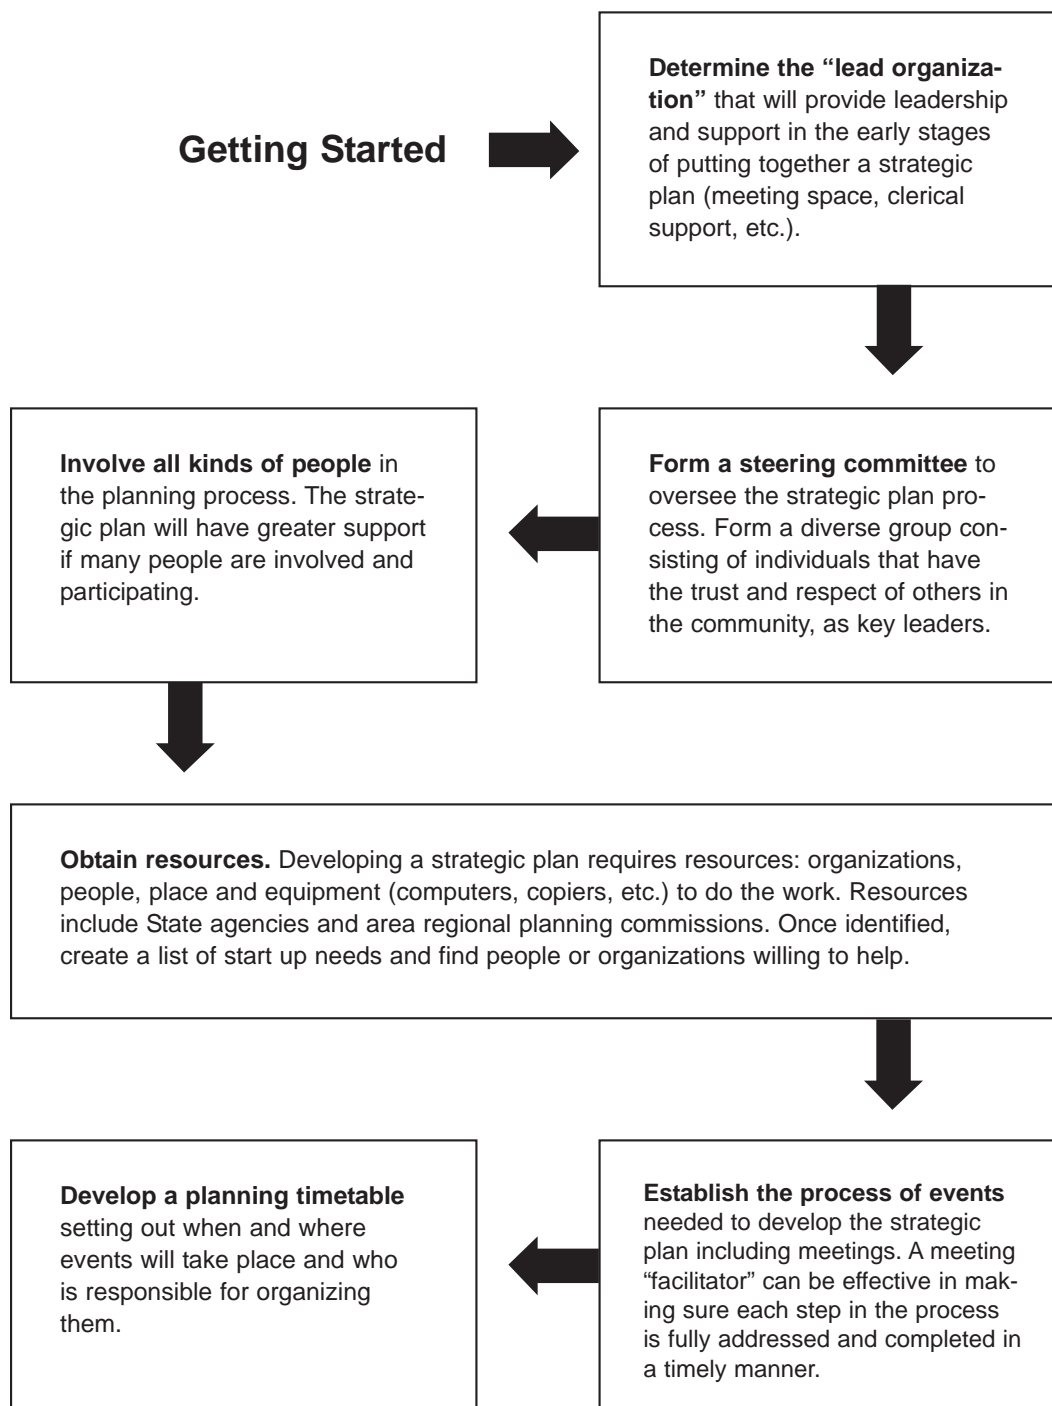 Getting Started
Determine the “lead organiza-
tion” that will provide leadership
and support in the early stages
of putting together a strategic
plan (meeting space, clerical
support, etc.).
Form a steering committee to
oversee the strategic plan pro-
cess. Form a diverse group con-
sisting of individuals that have
the trust and respect of others in
the community, as key leaders.
Involve all kinds of people in
the planning process. The strate-
gic plan will have greater support
if many people are involved and
participating.
Obtain resources. Developing a strategic plan requires resources: organizations,
people, place and equipment (computers, copiers, etc.) to do the work. Resources
include State agencies and area regional planning commissions. Once identified,
create a list of start up needs and find people or organizations willing to help.
Establish the process of events
needed to develop the strategic
plan including meetings. A meeting
“facilitator” can be effective in mak-
ing sure each step in the process
is fully addressed and completed in
a timely manner.
Develop a planning timetable
setting out when and where
events will take place and who
is responsible for organizing
them.